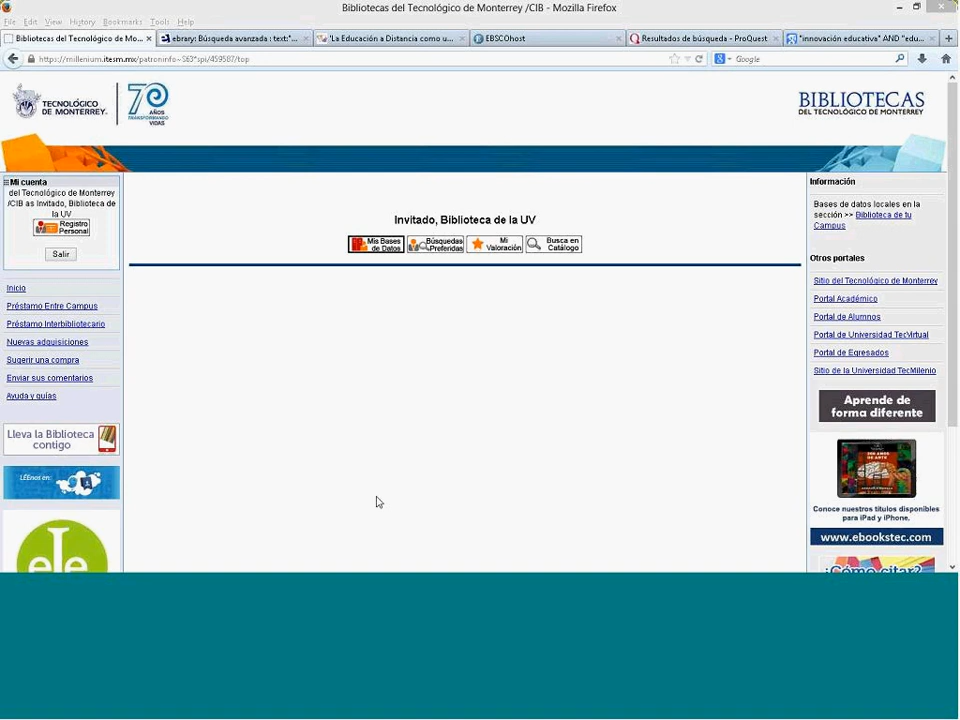 Bibliotecas del Tecnológico de Monterrey /CIB - Mozilla Firefox
File Edit View History Bookmarks Tools Help
Bibliotecas del Tecnológico de Mo...
ebrary: Búsqueda avanzada : text:"...
'La Educación a Distancia como u...
EBSCOhost
Resultados de búsqueda - ProQuest
"innovación educativa" AND "edu...
https://millenium.itesm.mx/patroninfo~S63*spi/459587/top
Google
TECNOLÓGICO
DE MONTERREY.
70
AÑOS
TRANSFORMANDO
VIDAS
BIBLIOTECAS
DEL TECNOLÓGICO DE MONTERREY
Mi cuenta
del Tecnológico de Monterrey
/CIB as Invitado, Biblioteca de
la UV
Registro
Personal
Salir
Inicio
Préstamo Entre Campus
Préstamo Interbibliotecario
Nuevas adquisiciones
Sugerir una compra
Enviar sus comentarios
Ayuda y guías
Lleva la Biblioteca
contigo
LÉEnos en:
ele
Invitado, Biblioteca de la UV
Mis Bases
de Datos
Búsquedas
Preferidas
Mi
Valoración
Busca en
Catálogo
Información
Bases de datos locales en la
sección >> Biblioteca de tu
Campus
Otros portales
Sitio del Tecnológico de Monterrey
Portal Académico
Portal de Alumnos
Portal de Universidad TecVirtual
Portal de Egresados
Sitio de la Universidad TecMilenio
Aprende de
forma diferente
Conoce nuestros títulos disponibles
para iPad y iPhone.
www.ebookstec.com
¿Cómo citar?